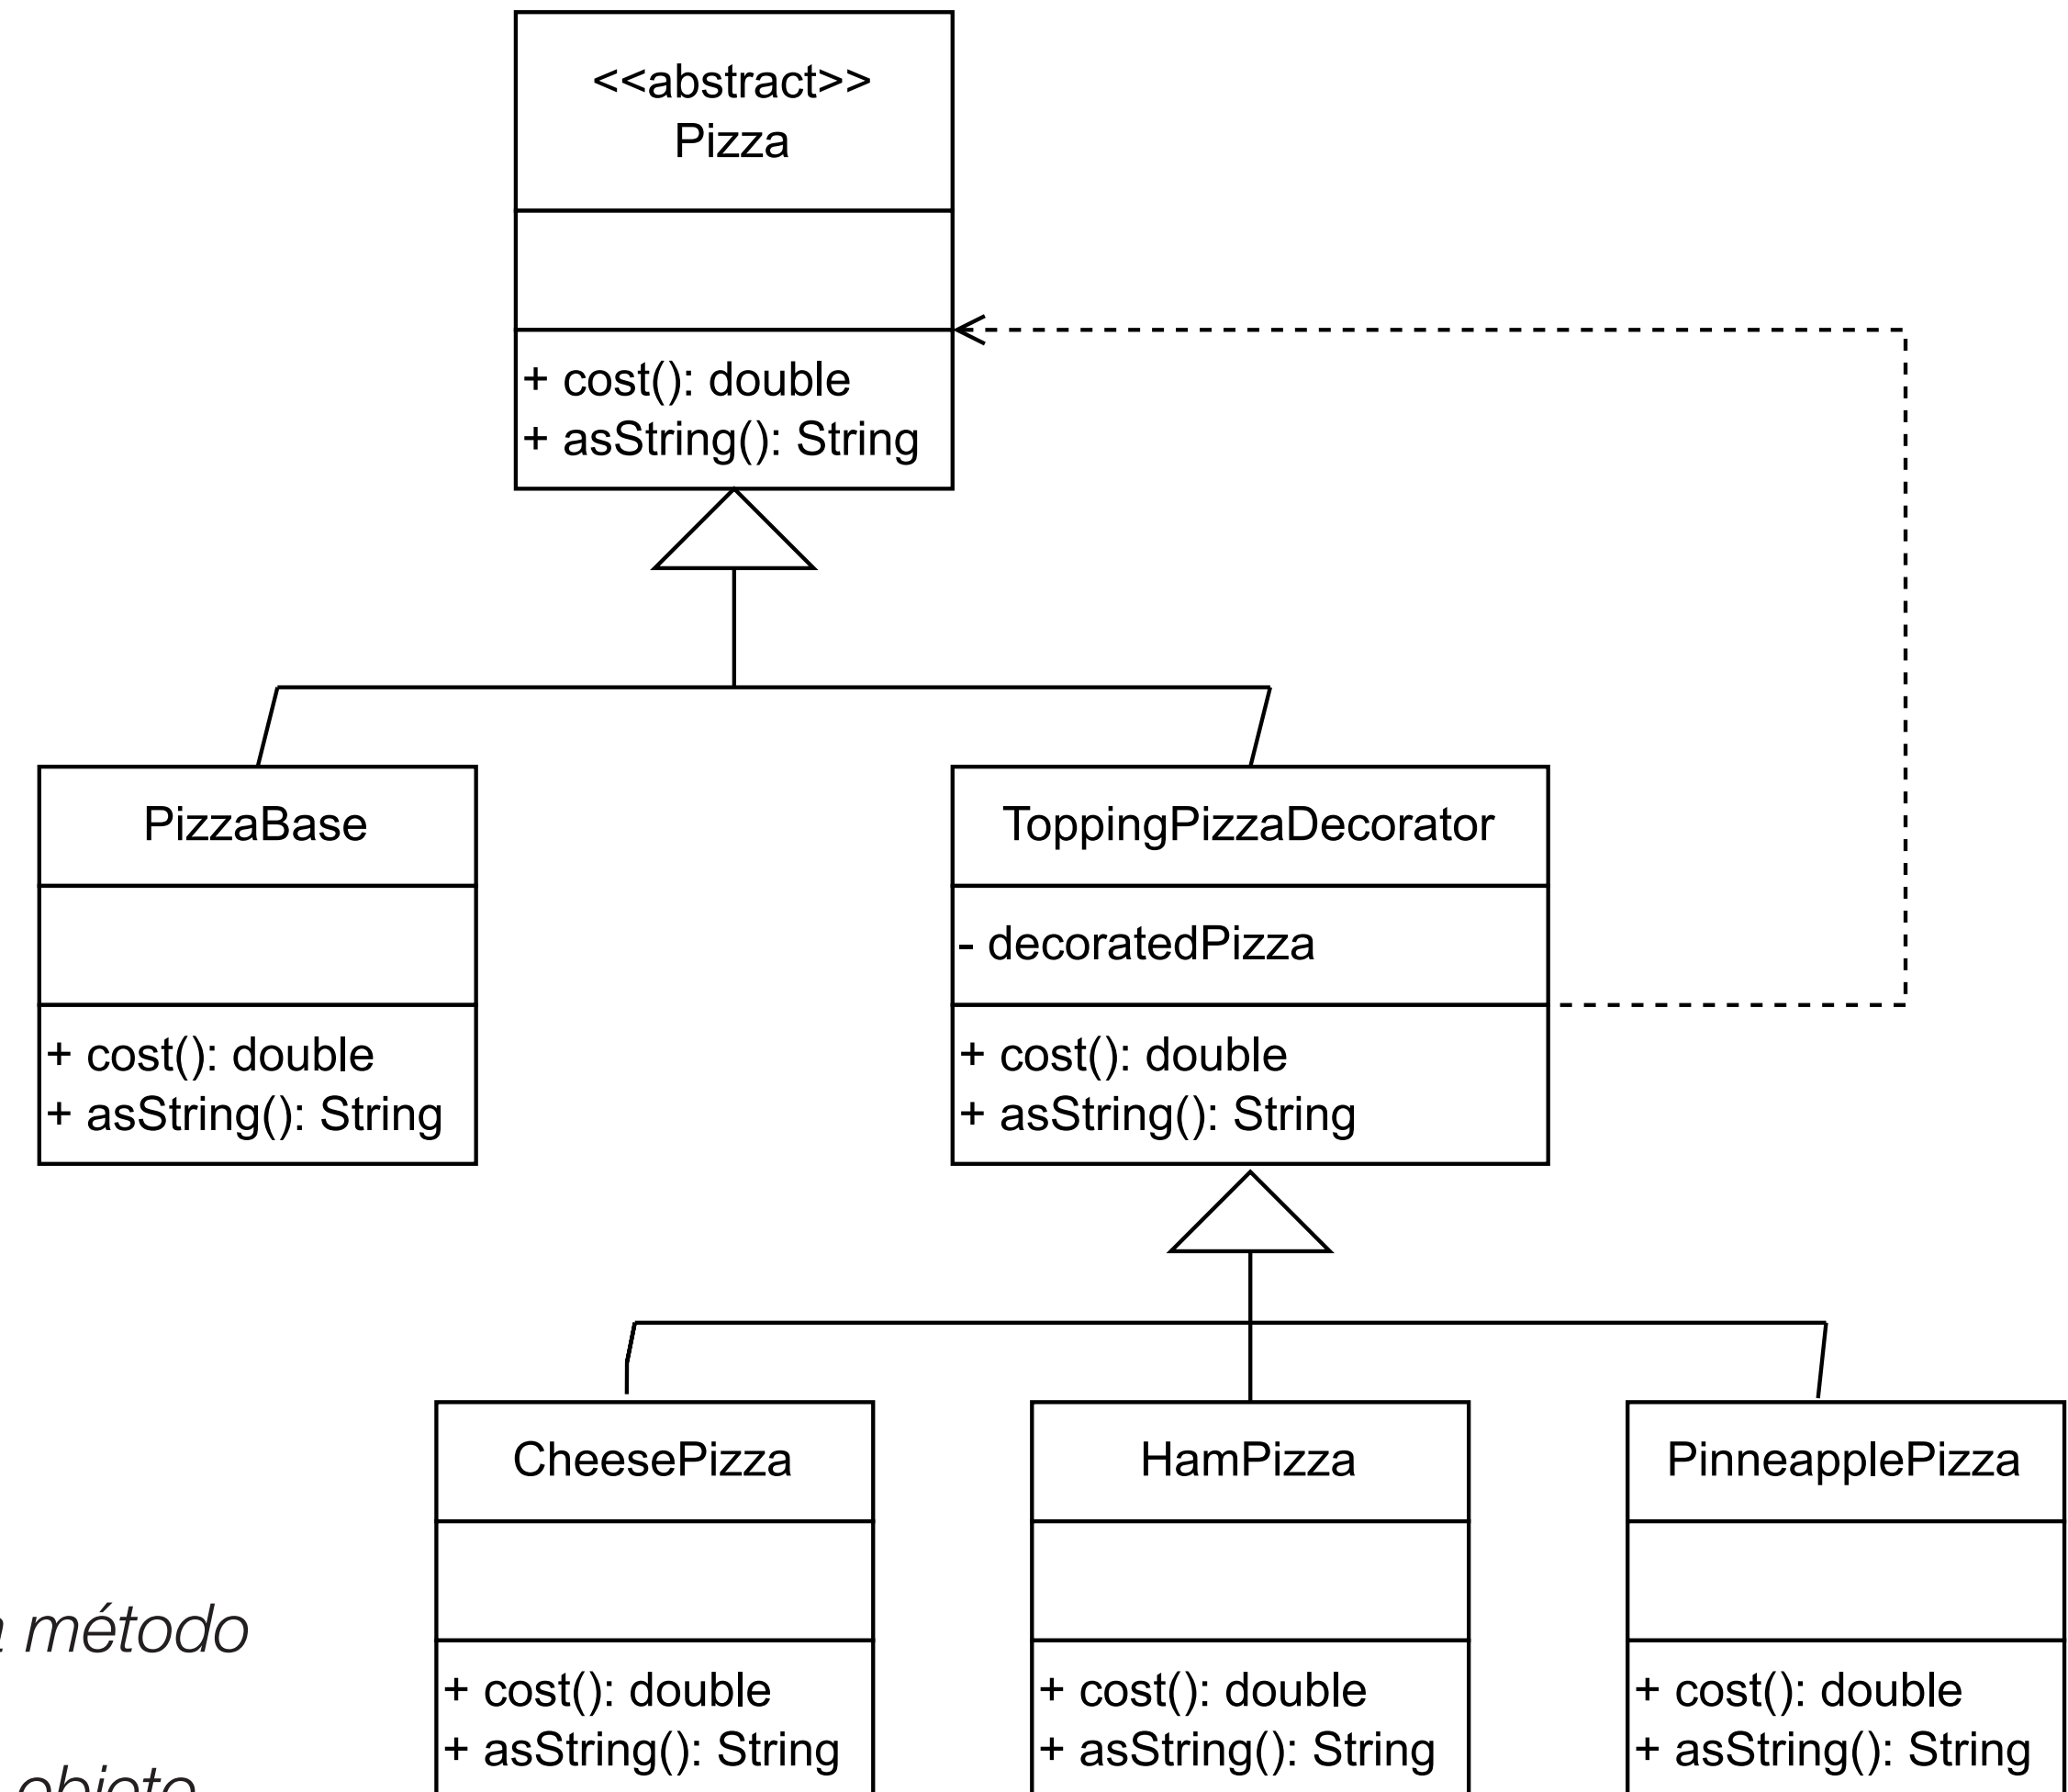 <<abstract>>
Pizza
+ cost(): double
+ asString(): String
PizzaBase
+ cost(): double
+ asString(): String
ToppingPizzaDecorator
- decoratedPizza
+ cost(): double
+ asString(): String
CheesePizza
+ cost(): double
+ asString(): String
HamPizza
+ cost(): double
+ asString(): String
PinneapplePizza
+ cost(): double
+ asString(): String
método
objeto